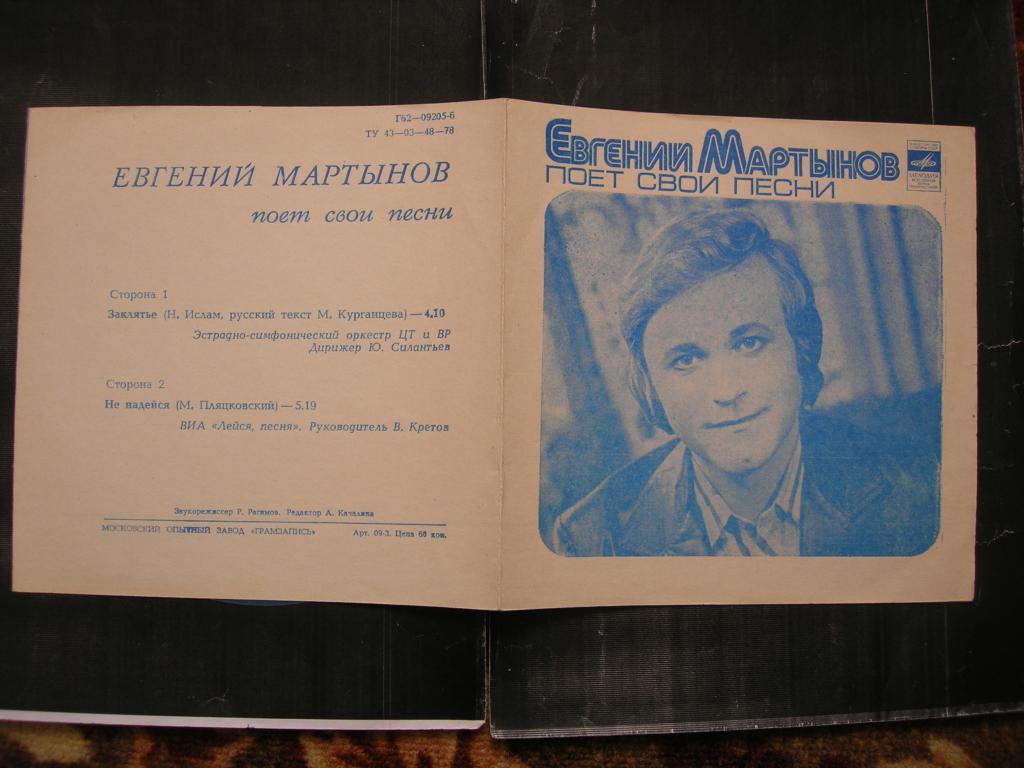 Г62—09205-6
ТУ 43—03—48—78
ЕВГЕНИЙ МАРТЫНОВ
поет свои песни
Сторона 1
Заклятье (Н. Ислам, русский текст М. Курганцева) — 4.10
Эстрадно-симфонический оркестр ЦТ и ВР
Дирижер Ю. Силантьев
Сторона 2
Не надейся (М. Пляцковский) — 5.19
ВИА «Лейся, песня». Руководитель В. Кретов
Звукорежиссер Р. Рагимов. Редактор А. Качалина
МОСКОВСКИЙ ОПЫТНЫЙ ЗАВОД «ГРАМЗАПИСЬ» Арт. 09-3. Цена 68 коп.
ЕВГЕНИЙ МАРТЫНОВ
ПОЕТ СВОИ ПЕСНИ
МЕЛОДИЯ